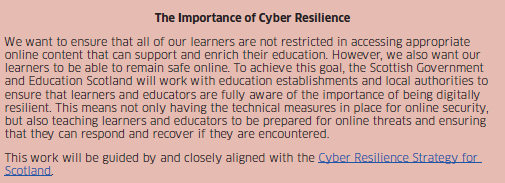 The Importance of Cyber Resilience
We want to ensure that all of our learners are not restricted in accessing appropriate
online content that can support and enrich their education. However, we also want our
learners to be able to remain safe online. To achieve this goal, the Scottish Government
and Education Scotland will work with education establishments and local authorities to
ensure that learners and educators are fully aware of the importance of being digitally
resilient. This means not only having the technical measures in place for online security,
but also teaching learners and educators to be prepared for online threats and ensuring
that they can respond and recover if they are encountered.
This work will be guided by and closely aligned with the Cyber Resilience Strategy for
Scotland.